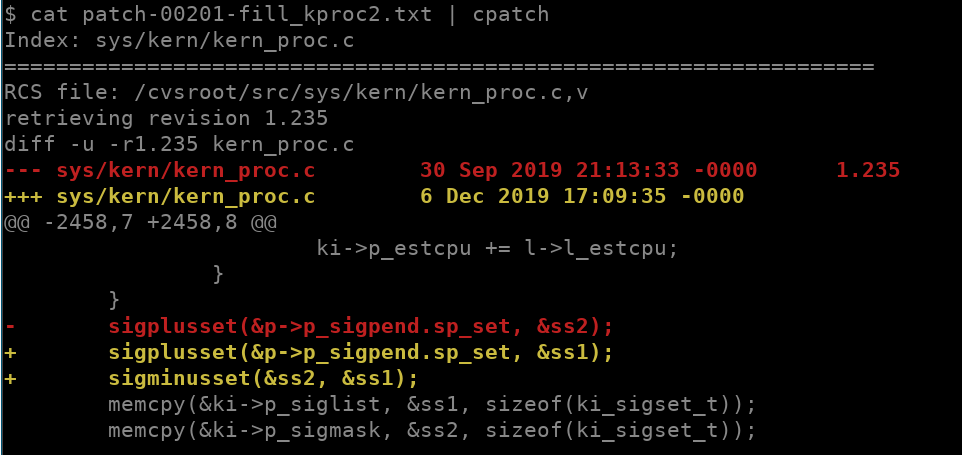 $ cat patch-00201-fill_kproc2.txt | cpatch
Index: sys/kern/kern_proc.c
===================================================================
RCS file: /cvsroot/src/sys/kern/kern_proc.c,v
retrieving revision 1.235
diff -u -r1.235 kern_proc.c
--- sys/kern/kern_proc.c        30 Sep 2019 21:13:33 -0000      1.235
+++ sys/kern/kern_proc.c        6 Dec 2019 17:09:35 -0000
@@ -2458,7 +2458,8 @@
                        ki->p_estcpu += l->l_estcpu;
                }
        }
-       sigplusset(&p->p_sigpend.sp_set, &ss2);
+       sigplusset(&p->p_sigpend.sp_set, &ss1);
+       sigminusset(&ss2, &ss1);
        memcpy(&ki->p_siglist, &ss1, sizeof(ki_sigset_t));
        memcpy(&ki->p_sigmask, &ss2, sizeof(ki_sigset_t));